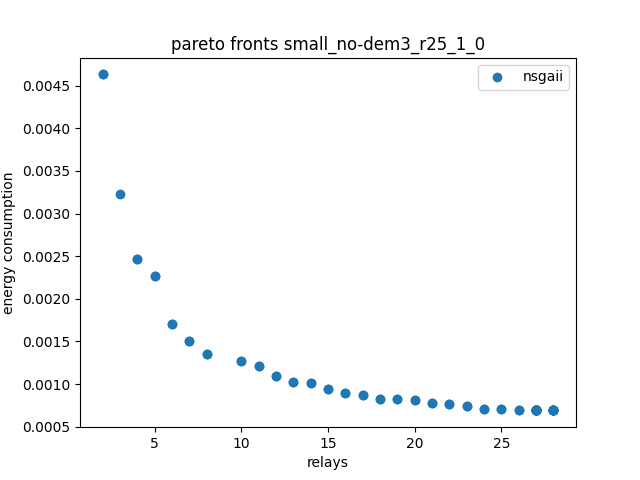 pareto fronts small_no-dem3_r25_1_0
nsgaii
energy consumption
0.0045
0.0040
0.0035
0.0030
0.0025
0.0020
0.0015
0.0010
0.0005
5 10 15 20 25
relays